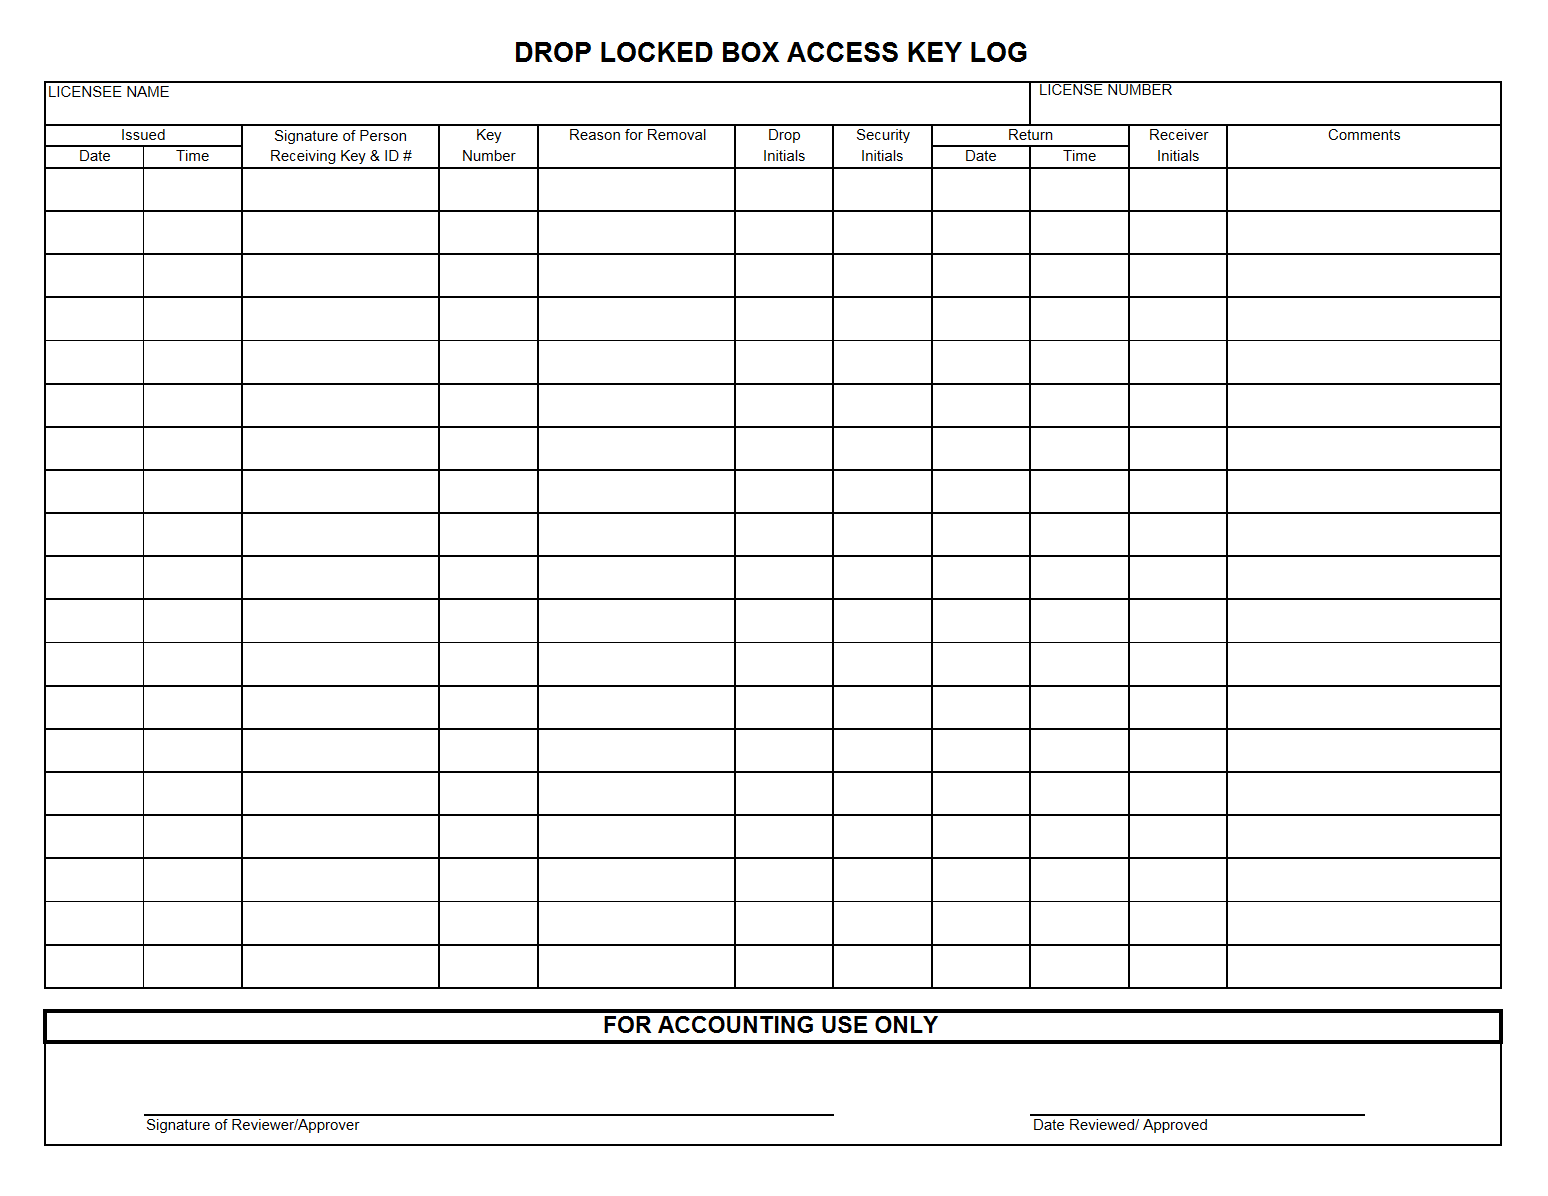 DROP LOCKED BOX ACCESS KEY LOG
LICENSEE NAME
LICENSE NUMBER
Issued
Date
Time
Signature of Person
Receiving Key & ID #
Key
Number
Reason for Removal
Drop
Initials
Security
Initials
Return
Date
Time
Receiver
Initials
Comments
FOR ACCOUNTING USE ONLY
Signature of Reviewer/Approver
Date Reviewed/ Approved